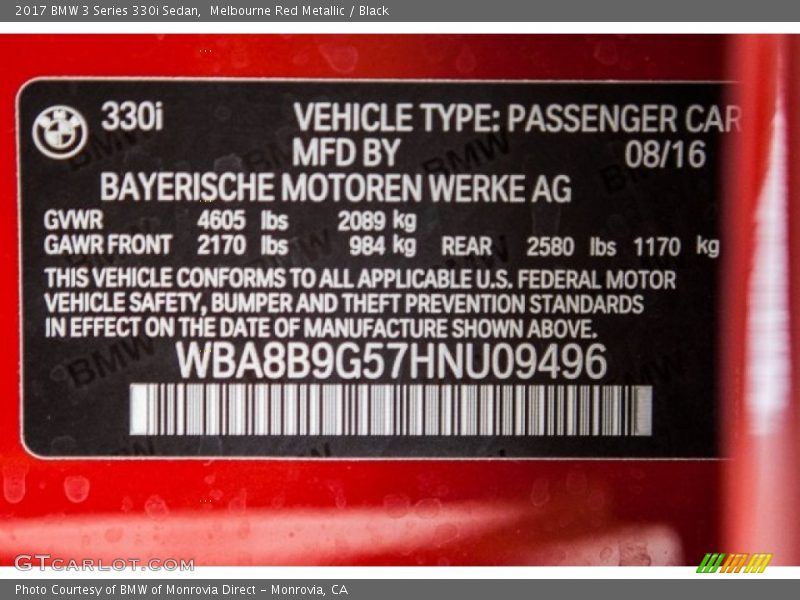 2017 BMW 3 Series 330i Sedan, Melbourne Red Metallic / Black
330i VEHICLE TYPE: PASSENGER CAR
MFD BY 08/16
BAYERISCHE MOTOREN WERKE AG
GVWR 4605 lbs 2089 kg
GAWR FRONT 2170 lbs 984 kg REAR 2580 lbs 1170 kg
THIS VEHICLE CONFORMS TO ALL APPLICABLE U.S. FEDERAL MOTOR
VEHICLE SAFETY, BUMPER AND THEFT PREVENTION STANDARDS
IN EFFECT ON THE DATE OF MANUFACTURE SHOWN ABOVE.
WBA8B9G57HNU09496
GTcarlot.com
Photo Courtesy of BMW of Monrovia Direct - Monrovia, CA